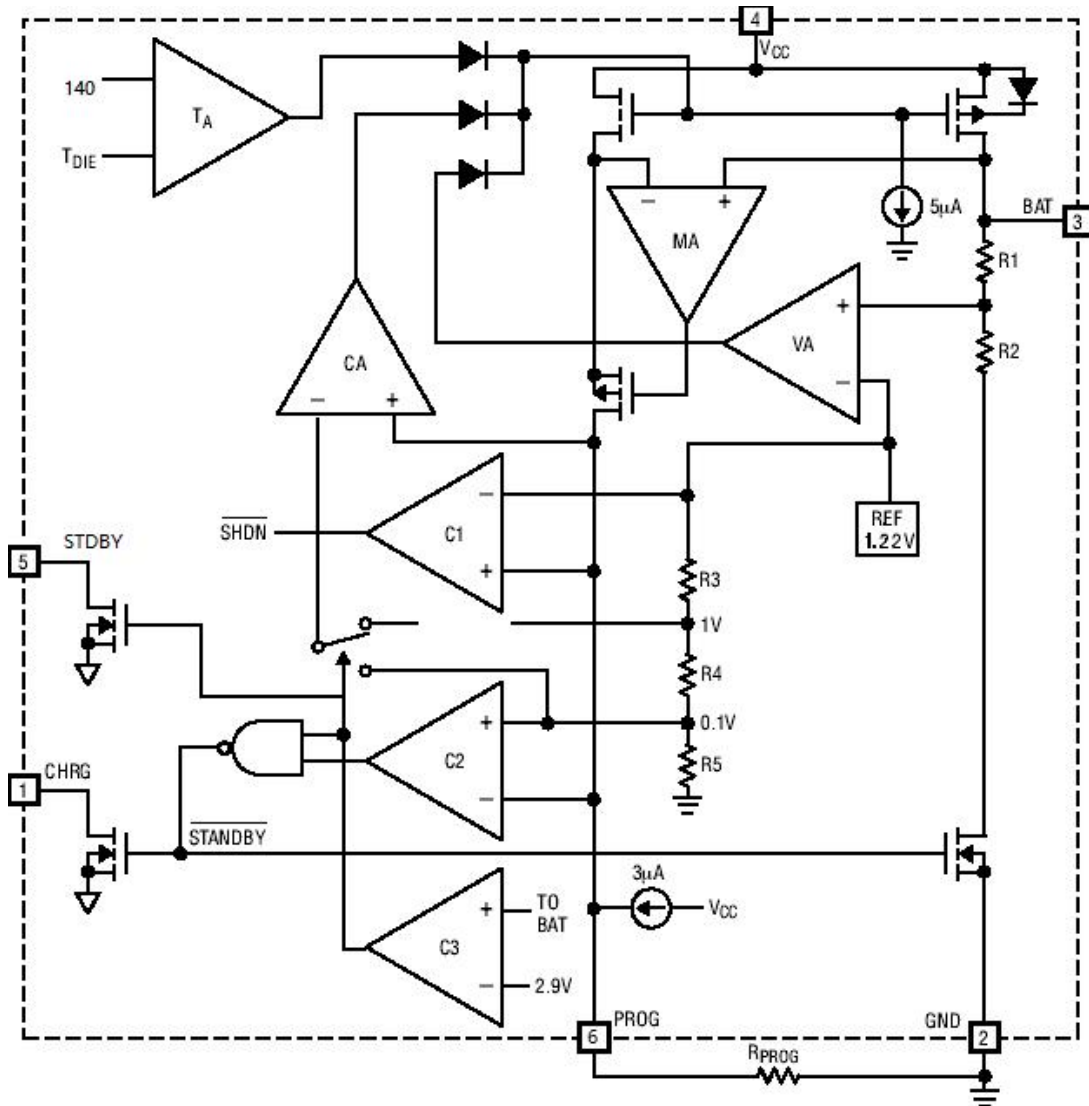 4
VCC
140
TA
TDIE
5μA
BAT
3
MA
R1
VA
R2
CA
REF
1.22V
SHDN
C1
STDBY
5
R3
1V
R4
0.1V
C2
R5
CHRG
1
STANDBY
3μA
VCC
TO
BAT
C3
2.9V
PROG
6
GND
2
RPROG
+
−
+
−
+
−
+
−
+
−
+
−